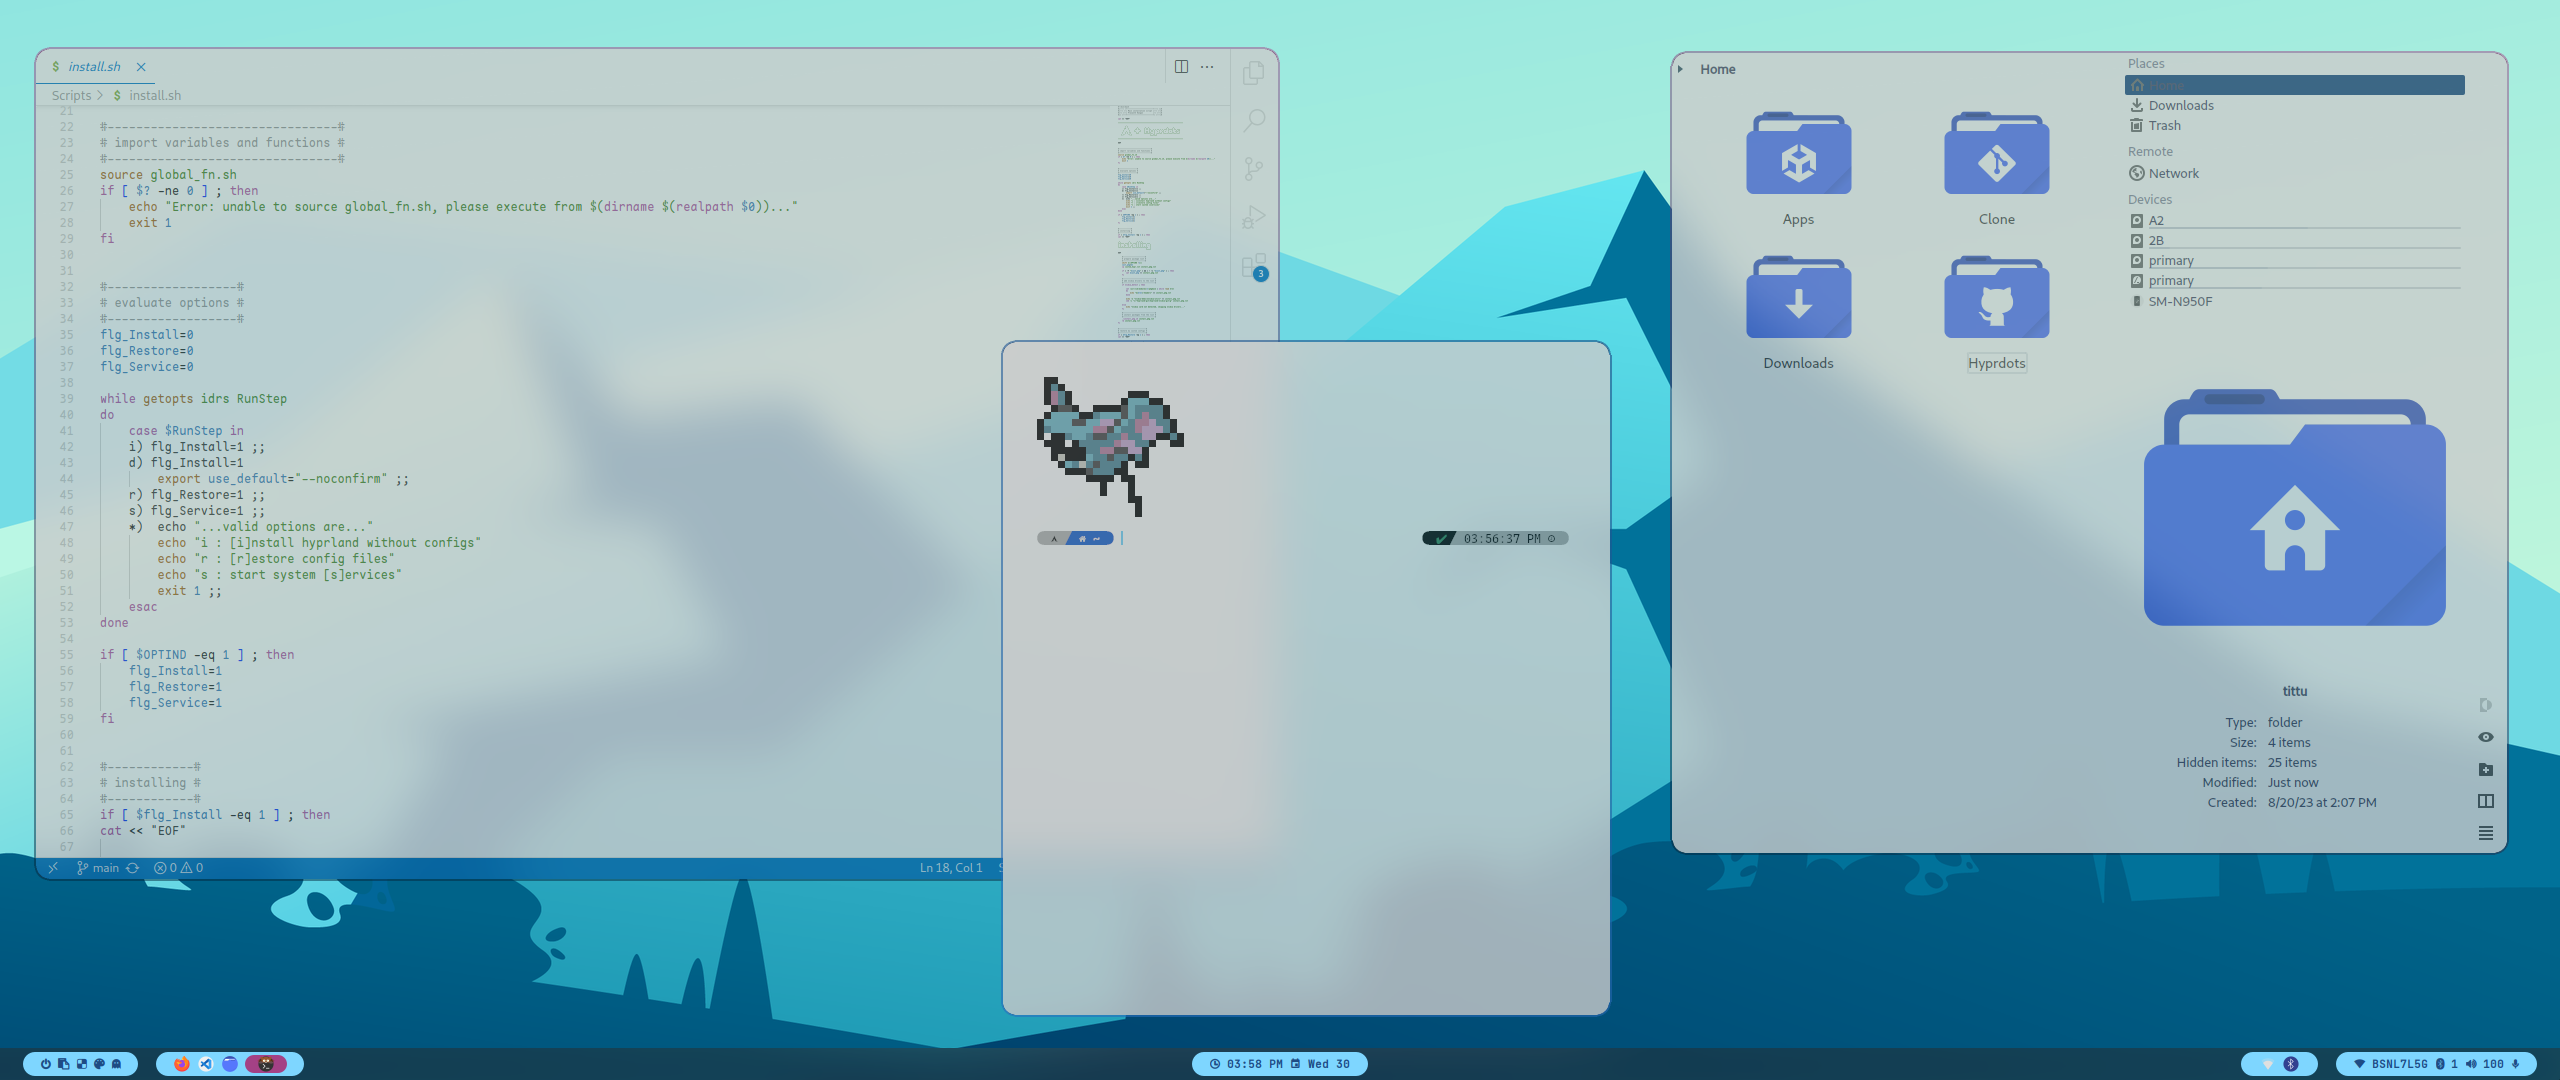 $ install.sh
Scripts > $ install.sh
21
22 #--------------------------------#
23 # import variables and functions #
24 #--------------------------------#
25 source global_fn.sh
26 if [ $? -ne 0 ] ; then
27 echo "Error: unable to source global_fn.sh, please execute from $(dirname $(realpath $0))..."
28 exit 1
29 fi
30
31
32 #------------------#
33 # evaluate options #
34 #------------------#
35 flg_Install=0
36 flg_Restore=0
37 flg_Service=0
38
39 while getopts idrs RunStep
40 do
41 case $RunStep in
42 i) flg_Install=1 ;;
43 d) flg_Install=1
44 export use_default="--noconfirm" ;;
45 r) flg_Restore=1 ;;
46 s) flg_Service=1 ;;
47 *) echo "...valid options are..."
48 echo "i : [i]nstall hyprland without configs"
49 echo "r : [r]estore config files"
50 echo "s : start system [s]ervices"
51 exit 1 ;;
52 esac
53 done
54
55 if [ $OPTIND -eq 1 ] ; then
56 flg_Install=1
57 flg_Restore=1
58 flg_Service=1
59 fi
60
61
62 #------------#
63 # installing #
64 #------------#
65 if [ $flg_Install -eq 1 ] ; then
66 cat << "EOF"
67
main 0 0 Ln 18, Col 1
3
~
03:56:37 PM
Home
Apps
Clone
Downloads
Hyprdots
Places
Home
Downloads
Trash
Remote
Network
Devices
A2
2B
primary
primary
SM-N950F
tittu
Type: folder
Size: 4 items
Hidden items: 25 items
Modified: Just now
Created: 8/20/23 at 2:07 PM
03:58 PM Wed 30
BSNL7L5G 1 100